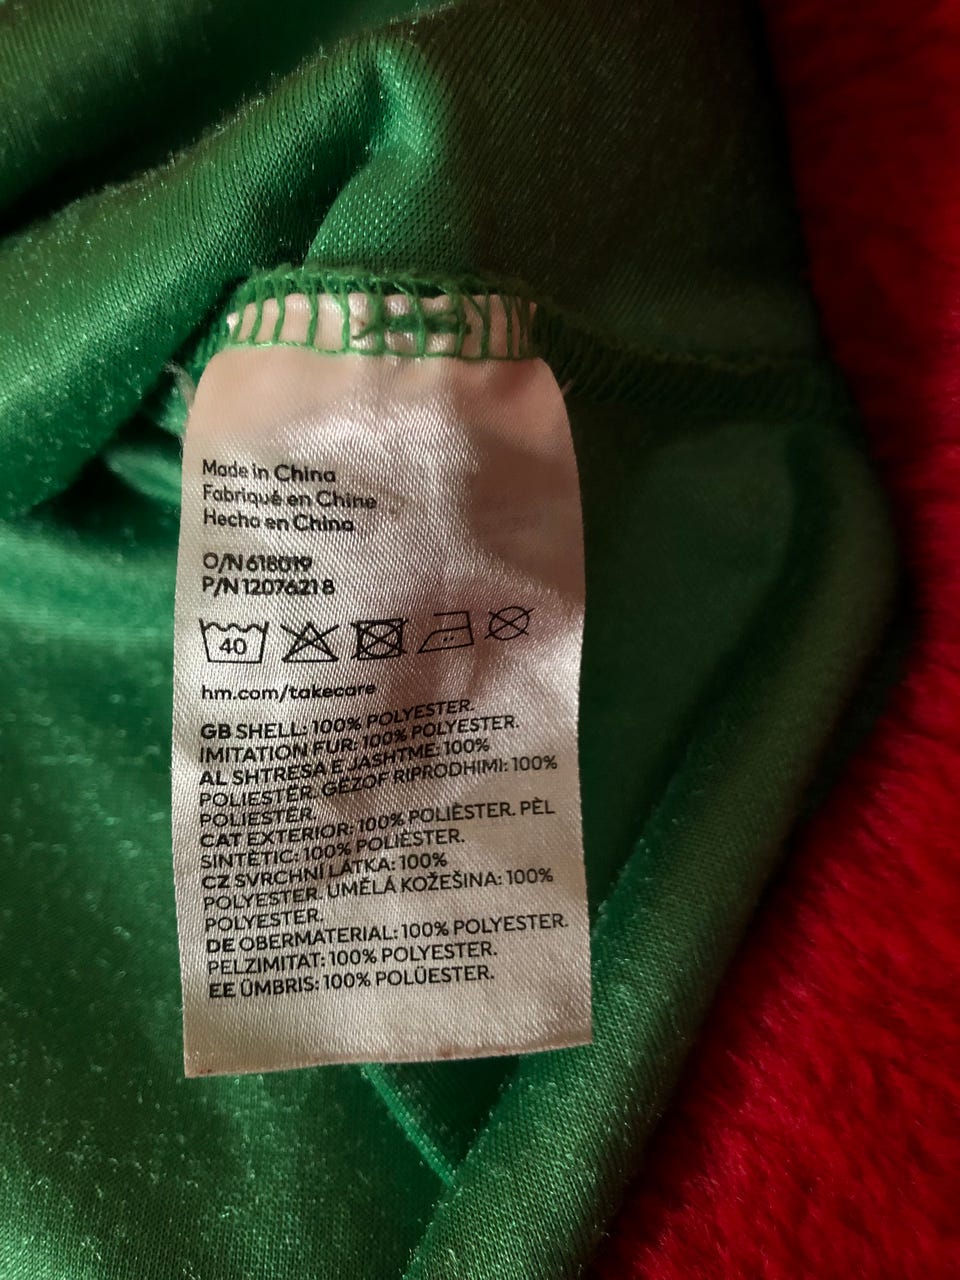 Made in China
Fabriqué en Chine
Hecho en China
O/N 618019
P/N 12076218
40
hm.com/takecare
GB SHELL: 100% POLYESTER.
IMITATION FUR: 100% POLYESTER.
AL SHTRESA E JASHTME: 100%
POLIESTER. GËZOF RIPRODHIMI: 100%
POLIESTER.
CAT EXTERIOR: 100% POLIÈSTER. PÈL
SINTÈTIC: 100% POLIÈSTER.
CZ SVRCHNÍ LÁTKA: 100%
POLYESTER. UMĚLÁ KOŽEŠINA: 100%
POLYESTER.
DE OBERMATERIAL: 100% POLYESTER.
PELZIMITAT: 100% POLYESTER.
EE ÜMBRIS: 100% POLÜESTER.